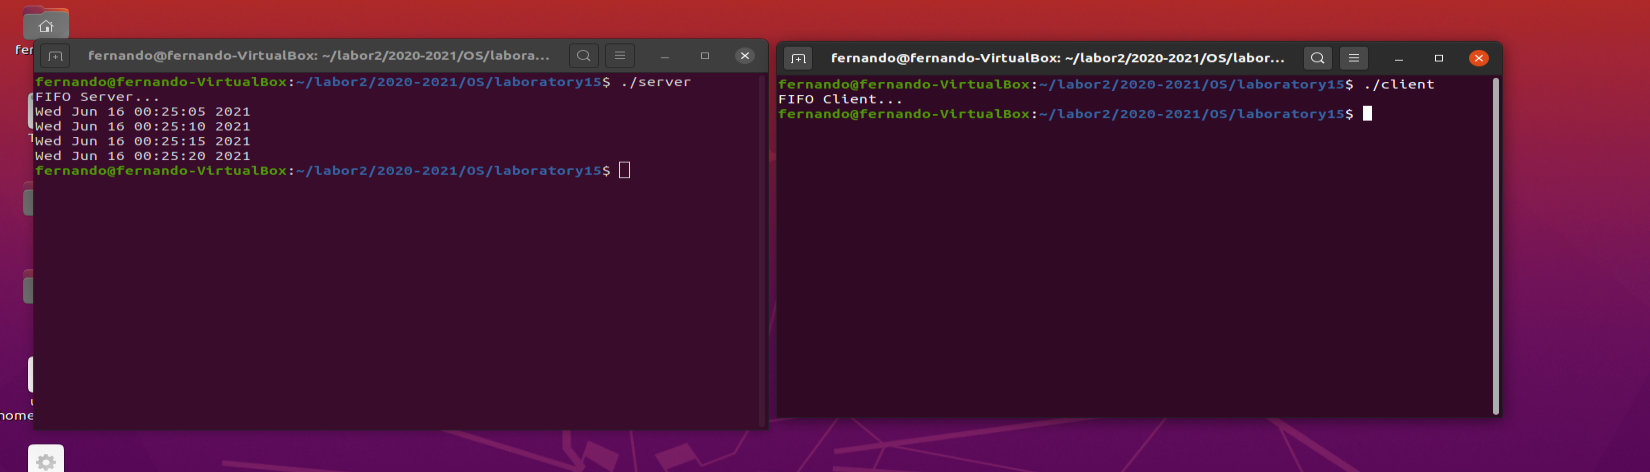 fernando@fernando-VirtualBox: ~/labor2/2020-2021/OS/labora...
fernando@fernando-VirtualBox:~/labor2/2020-2021/OS/laboratory15$ ./server
FIFO Server...
Wed Jun 16 00:25:05 2021
Wed Jun 16 00:25:10 2021
Wed Jun 16 00:25:15 2021
Wed Jun 16 00:25:20 2021
fernando@fernando-VirtualBox:~/labor2/2020-2021/OS/laboratory15$
fernando@fernando-VirtualBox: ~/labor2/2020-2021/OS/labor...
fernando@fernando-VirtualBox:~/labor2/2020-2021/OS/laboratory15$ ./client
FIFO Client...
fernando@fernando-VirtualBox:~/labor2/2020-2021/OS/laboratory15$